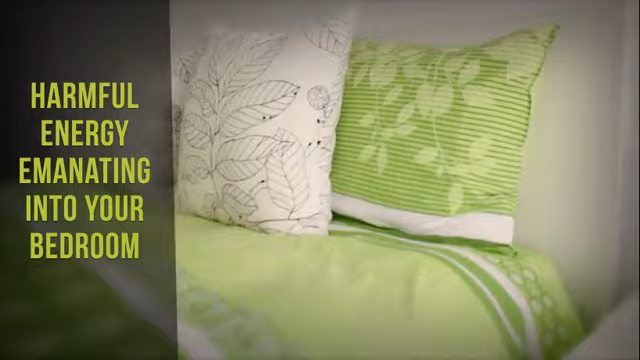 HARMFUL
ENERGY
EMANATING
INTO YOUR
BEDROOM